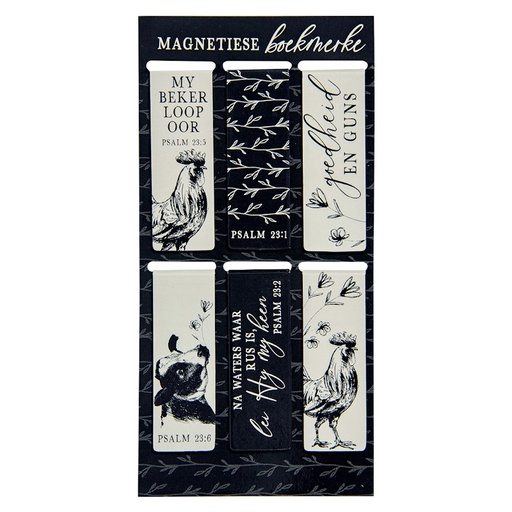 MAGNETIESE boekmerke
MY
BEKER
LOOP
OOR
PSALM 23:5
PSALM 23:1
goedheid
EN GUNS
PSALM 23:6
NA WATERS WAAR
RUS IS,
lei Hy my heen
PSALM 23:2